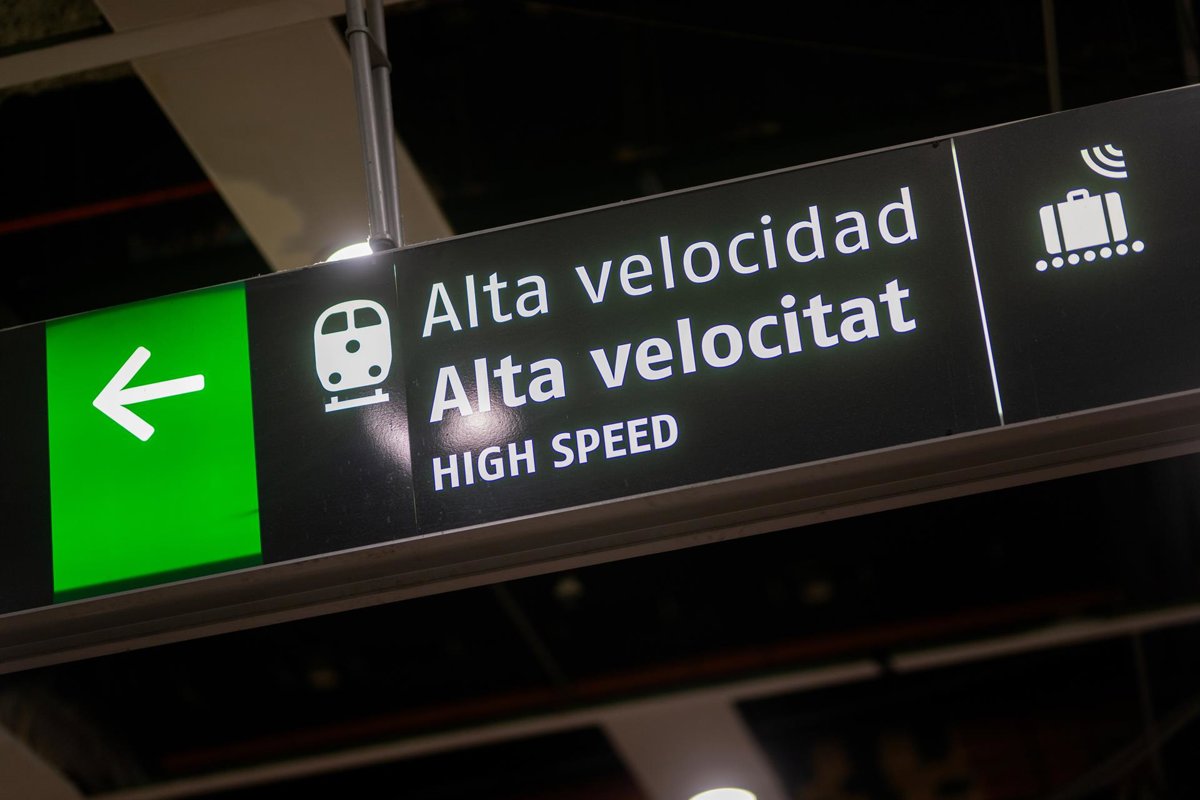 Alta velocidad
Alta velocitat
HIGH SPEED